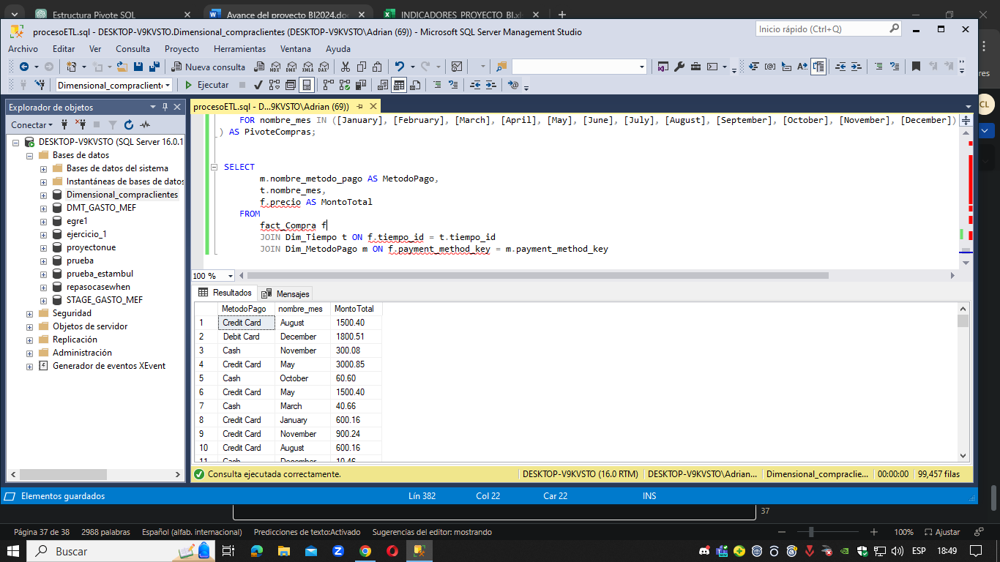 Estructura Pivote SQL
Avance del proyecto BI2024.do
INDICADORES_PROYECTO_BI.xl
procesoETL.sql - DESKTOP-V9KVSTO.Dimensional_compraclientes (DESKTOP-V9KVSTO\Adrian (69)) - Microsoft SQL Server Management Studio
Inicio rápido (Ctrl+Q)
Archivo Editar Ver Consulta Proyecto Herramientas Ventana Ayuda
Nueva consulta
MDX DMX XMLA DAX
Dimensional_compraclient
Ejecutar
Explorador de objetos
Conectar
DESKTOP-V9KVSTO (SQL Server 16.0.1
Bases de datos
Bases de datos del sistema
Instantáneas de bases de datos
Dimensional_compraclientes
DMT_GASTO_MEF
egre1
ejercicio_1
proyectonue
prueba
prueba_estambul
repasocasewhen
STAGE_GASTO_MEF
Seguridad
Objetos de servidor
Replicación
Administración
Generador de eventos XEvent
procesoETL.sql - D...9KVSTO\Adrian (69))
FOR nombre_mes IN ([January], [February], [March], [April], [May], [June], [July], [August], [September], [October], [November], [December])
) AS PivoteCompras;
SELECT
m.nombre_metodo_pago AS MetodoPago,
t.nombre_mes,
f.precio AS MontoTotal
FROM
fact_Compra f
JOIN Dim_Tiempo t ON f.tiempo_id = t.tiempo_id
JOIN Dim_MetodoPago m ON f.payment_method_key = m.payment_method_key
100 %
Resultados Mensajes
MetodoPago nombre_mes MontoTotal
1 Credit Card August 1500.40
2 Debit Card December 1800.51
3 Cash November 300.08
4 Credit Card May 3000.85
5 Cash October 60.60
6 Credit Card May 1500.40
7 Cash March 40.66
8 Credit Card January 600.16
9 Credit Card November 900.24
10 Credit Card August 600.16
11 Cash December 10.46
Consulta ejecutada correctamente.
DESKTOP-V9KVSTO (16.0 RTM) DESKTOP-V9KVSTO\Adrian... Dimensional_compraclie... 00:00:00 99,457 filas
Elementos guardados
Lín 382 Col 22 Car 22 INS
res
CL
37
Página 37 de 38 2988 palabras Español (alfab. internacional) Predicciones de texto:Activado Sugerencias del editor: mostrando
100% Ajustar
Buscar
ESP 18:49